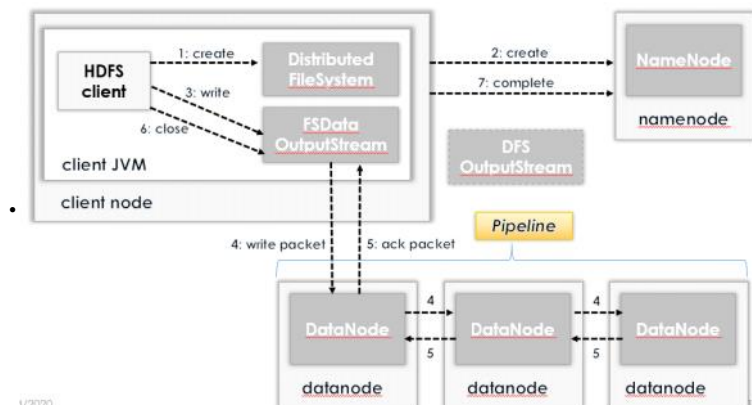 1: create
Distributed
FileSystem
2: create
NameNode
HDFS
client
3: write
7: complete
6: close
FSData
OutputStream
namenode
DFS
OutputStream
client JVM
client node
Pipeline
4: write packet
5: ack packet
4
4
DataNode
DataNode
DataNode
5
5
datanode
datanode
datanode
1/2020